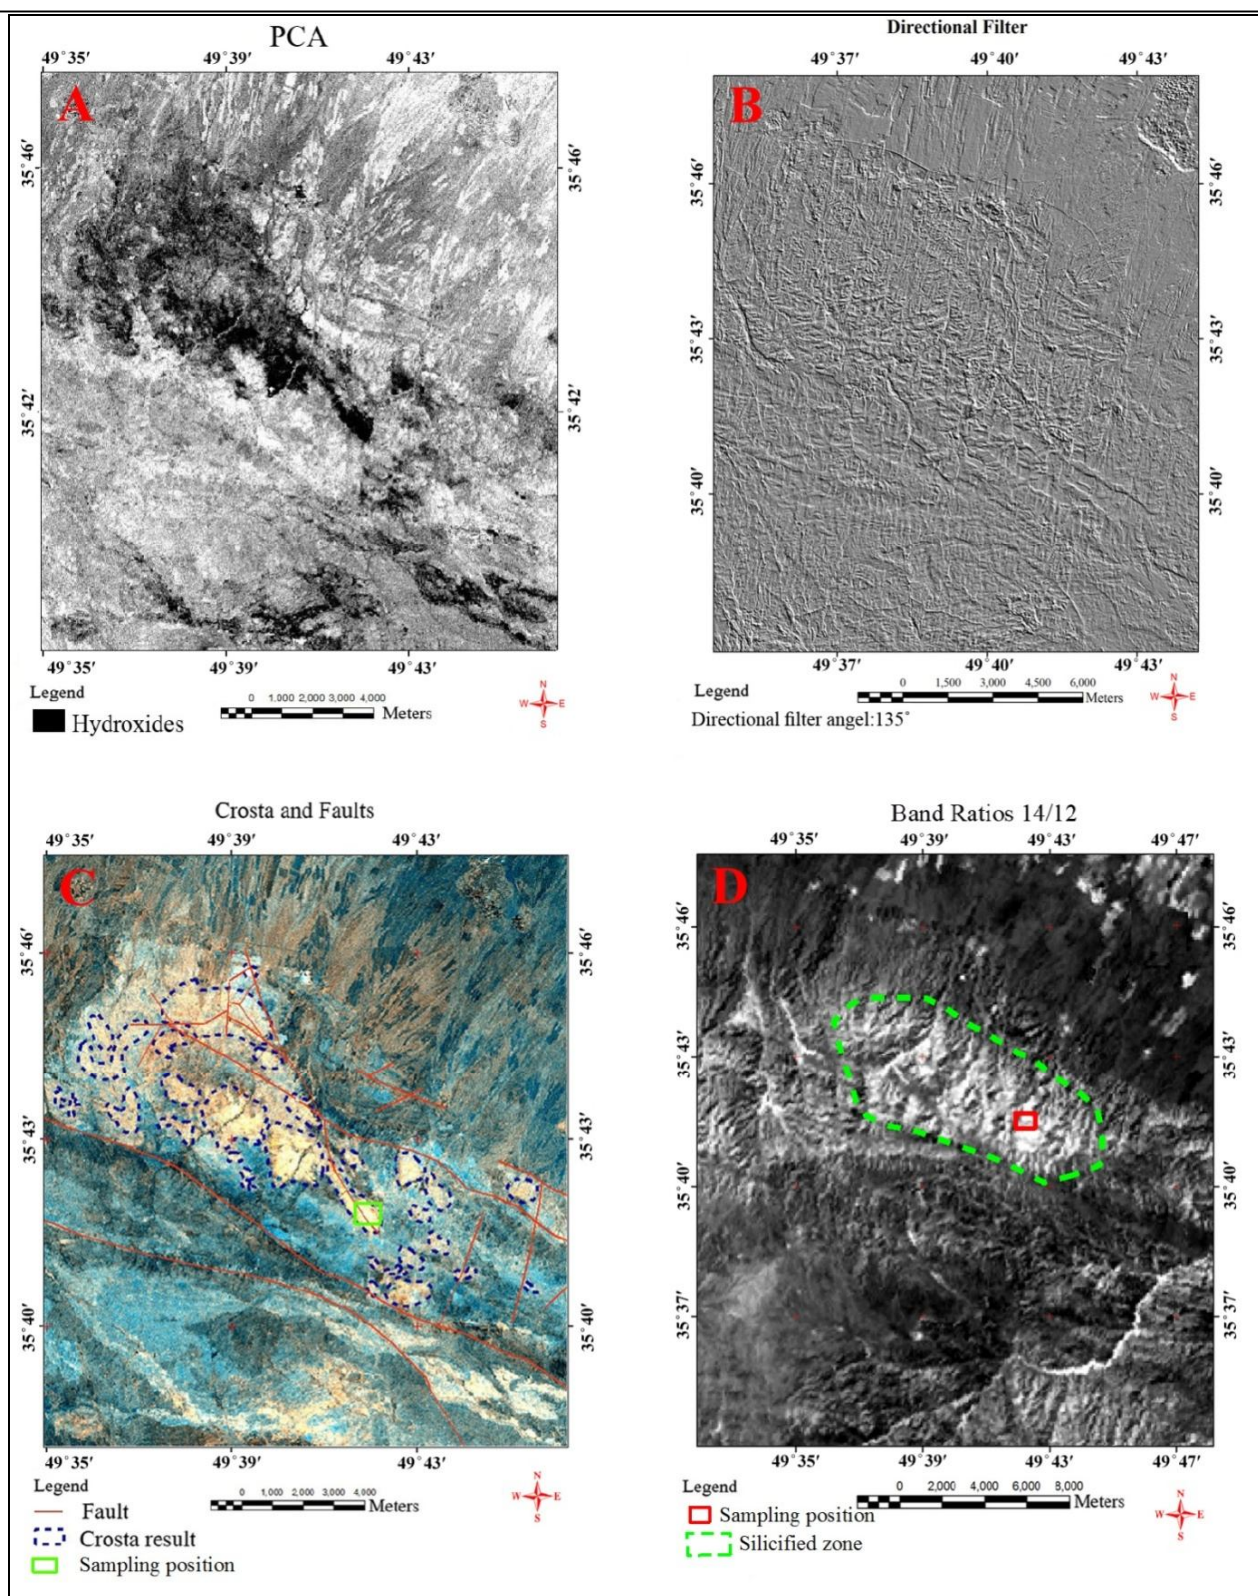 PCA
49°35′ 49°39′ 49°43′
A
35°46′ 35°46′
35°42′ 35°42′
49°35′ 49°39′ 49°43′
Legend
Hydroxides
0 1,000 2,000 3,000 4,000
Meters
N
W E
S
Directional Filter
49°37′ 49°40′ 49°43′
B
35°46′ 35°46′
35°43′ 35°43′
35°40′ 35°40′
49°37′ 49°40′ 49°43′
Legend
0 1,500 3,000 4,500 6,000
Meters
Directional filter angel:135°
N
W E
S
Crosta and Faults
49°35′ 49°39′ 49°43′
C
35°46′ 35°46′
35°43′ 35°43′
35°40′ 35°40′
49°35′ 49°39′ 49°43′
Legend
Fault
Crosta result
Sampling position
0 1,000 2,000 3,000 4,000
Meters
N
W E
S
Band Ratios 14/12
49°35′ 49°39′ 49°43′ 49°47′
D
35°46′ 35°46′
35°43′ 35°43′
35°40′ 35°40′
35°37′ 35°37′
49°35′ 49°39′ 49°43′ 49°47′
Legend
Sampling position
Silicified zone
0 2,000 4,000 6,000 8,000
Meters
N
W E
S